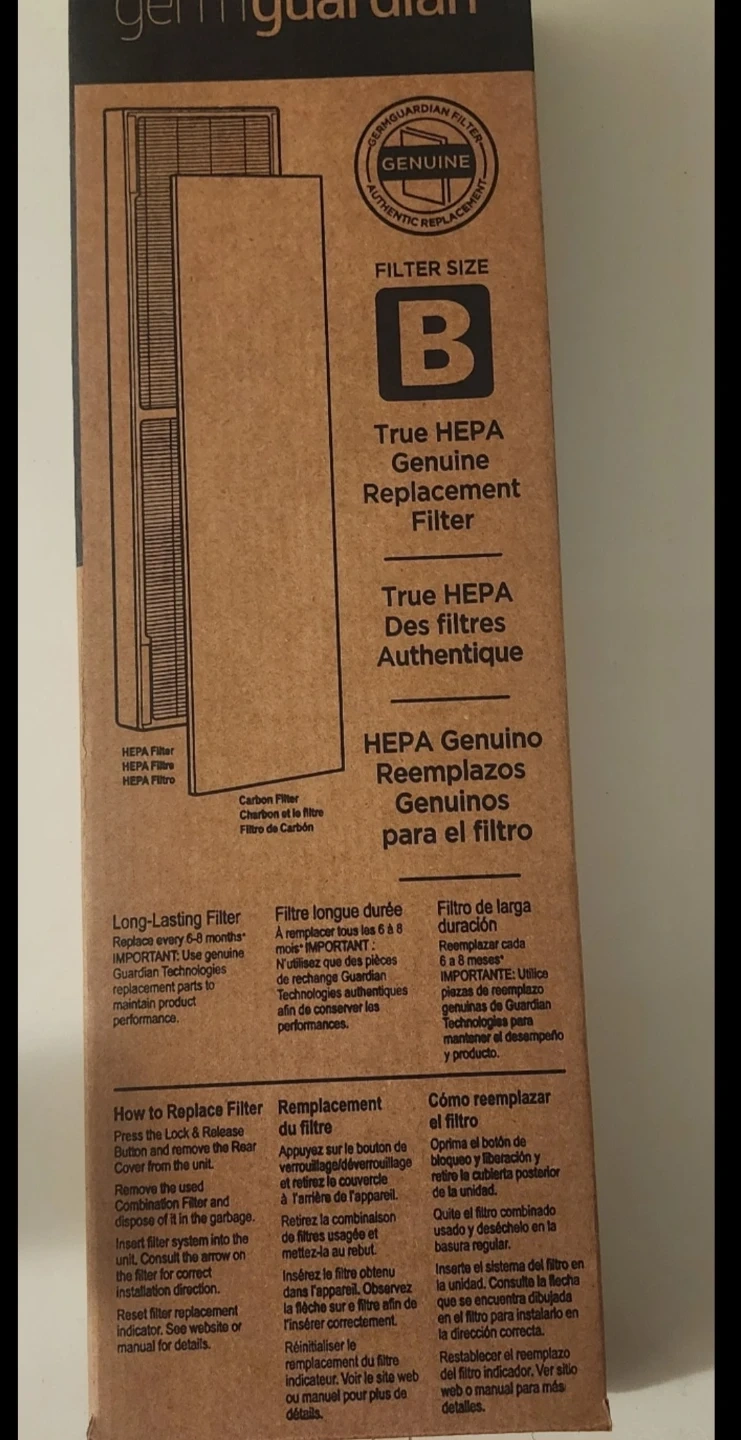 germguardian
GERMGUARDIAN FILTER
GENUINE
AUTHENTIC REPLACEMENT
FILTER SIZE
B
True HEPA
Genuine
Replacement
Filter
True HEPA
Des filtres
Authentique
HEPA Genuino
Reemplazos
Genuinos
para el filtro
HEPA Filter
HEPA Filtre
HEPA Filtro
Carbon Filter
Charbon et le filtre
Filtro de Carbón
Long-Lasting Filter
Replace every 6-8 months*
IMPORTANT: Use genuine
Guardian Technologies
replacement parts to
maintain product
performance.
Filtre longue durée
À remplacer tous les 6 à 8
mois* IMPORTANT :
N'utilisez que des pièces
de rechange Guardian
Technologies authentiques
afin de conserver les
performances.
Filtro de larga
duración
Reemplazar cada
6 a 8 meses*
IMPORTANTE: Utilice
piezas de reemplazo
genuinas de Guardian
Technologies para
mantener el desempeño
y producto.
How to Replace Filter
Press the Lock & Release
Button and remove the Rear
Cover from the unit.
Remove the used
Combination Filter and
dispose of it in the garbage.
Insert filter system into the
unit. Consult the arrow on
the filter for correct
installation direction.
Reset filter replacement
indicator. See website or
manual for details.
Remplacement
du filtre
Appuyez sur le bouton de
verrouillage/déverrouillage
et retirez le couvercle
à l'arrière de l'appareil.
Retirez la combinaison
de filtres usagée et
mettez-la au rebut.
Insérez le filtre obtenu
dans l'appareil. Observez
la flèche sur e filtre afin de
l'insérer correctement.
Réinitialiser le
remplacement du filtre
indicateur. Voir le site web
ou manuel pour plus de
détails.
Cómo reemplazar
el filtro
Oprima el botón de
bloqueo y liberación y
retire la cubierta posterior
de la unidad.
Quite el filtro combinado
usado y deséchelo en la
basura regular.
Inserte el sistema del filtro en
la unidad. Consulte la flecha
que se encuentra dibujada
en el filtro para instalarlo en
la dirección correcta.
Restablecer el reemplazo
del filtro indicador. Ver sitio
web o manual para más
detalles.